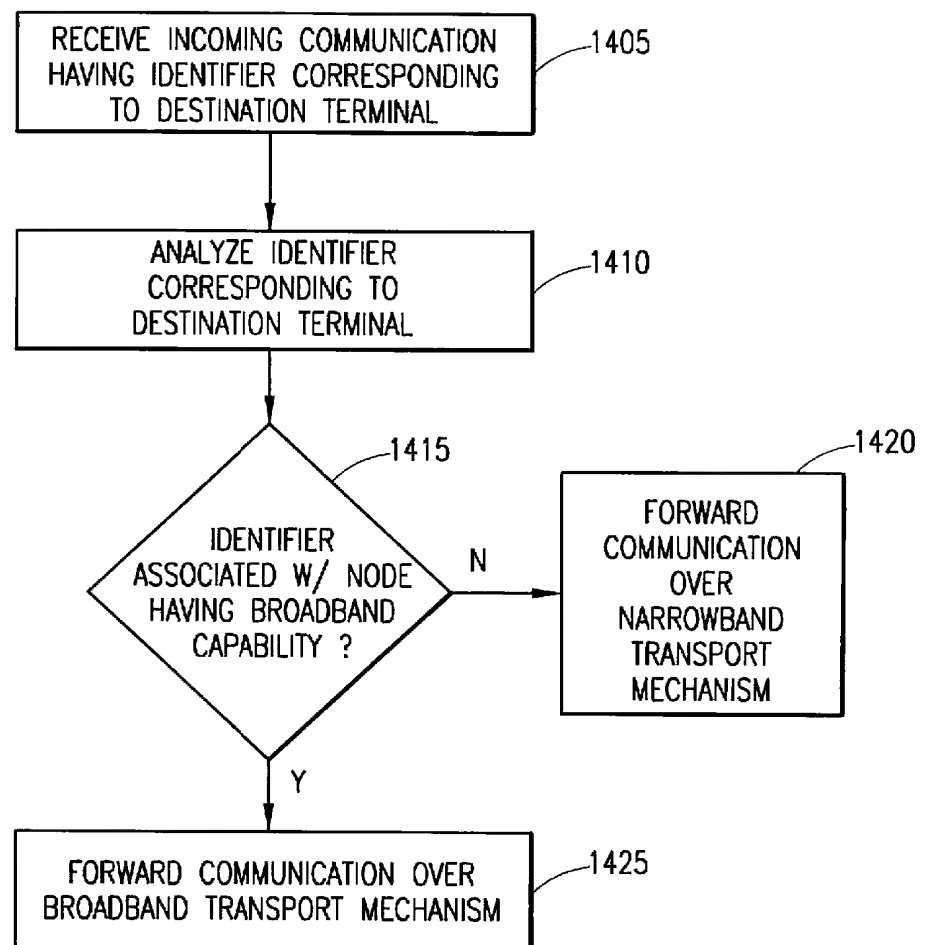 RECEIVE INCOMING COMMUNICATION
HAVING IDENTIFIER CORRESPONDING
TO DESTINATION TERMINAL
1405
ANALYZE IDENTIFIER
CORRESPONDING TO
DESTINATION TERMINAL
1410
IDENTIFIER
ASSOCIATED W/ NODE
HAVING BROADBAND
CAPABILITY ?
1415
N
FORWARD
COMMUNICATION
OVER
NARROWBAND
TRANSPORT
MECHANISM
1420
Y
FORWARD COMMUNICATION OVER
BROADBAND TRANSPORT MECHANISM
1425